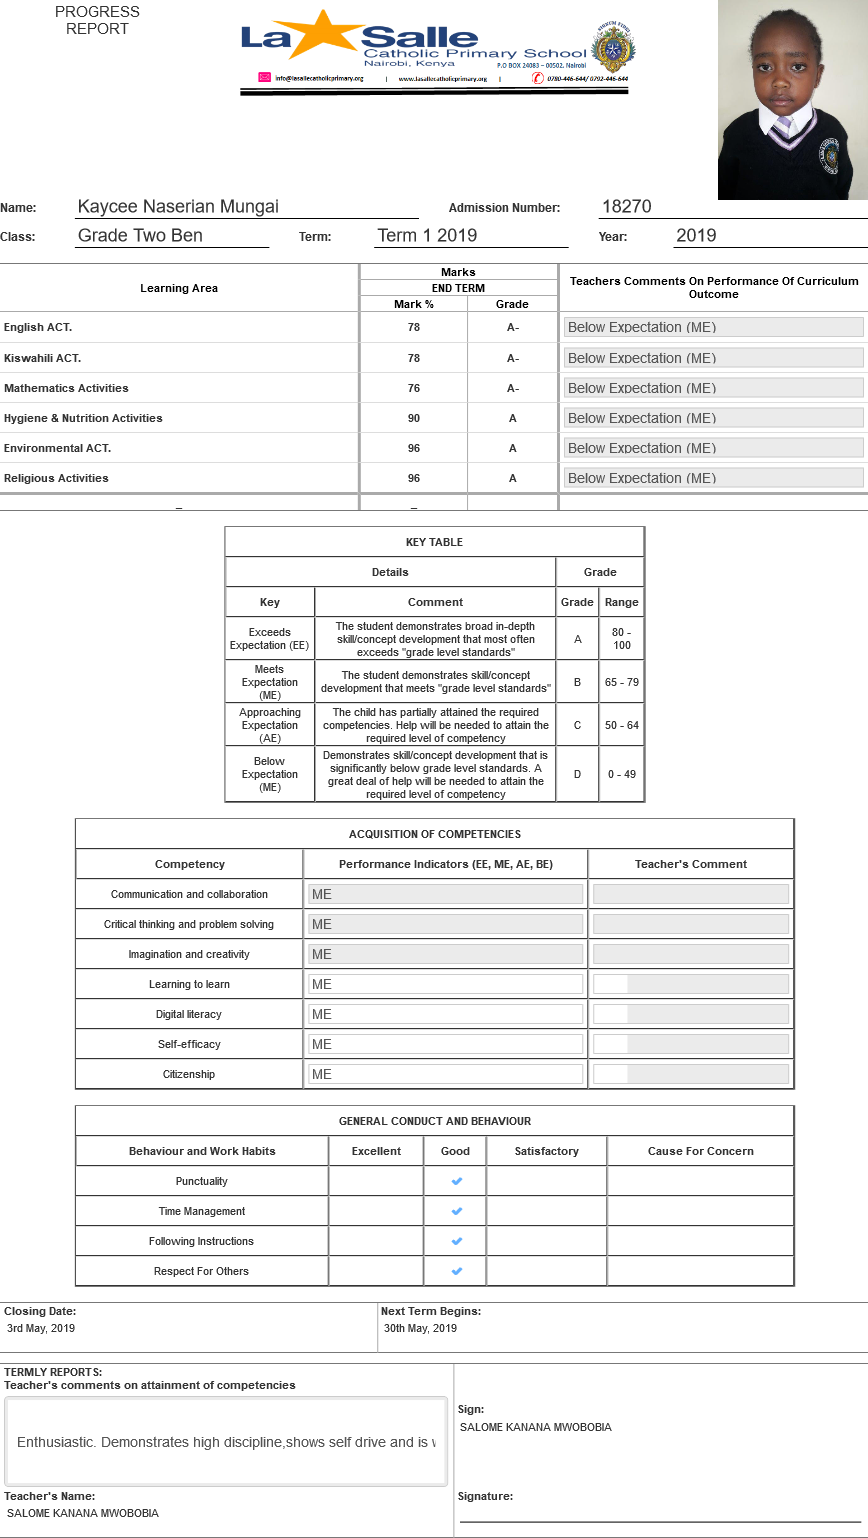 PROGRESS
REPORT
La Salle
Catholic Primary School
Nairobi, Kenya
P.O BOX 24083 – 00502, Nairobi
info@lasallecatholicprimary.org | www.lasallecatholicprimary.org | 0780-446-644/ 0792-446-644
Name: Kaycee Naserian Mungai Admission Number: 18270
Class: Grade Two Ben Term: Term 1 2019 Year: 2019
Learning Area Marks Teachers Comments On Performance Of Curriculum Outcome
END TERM
Mark % Grade
English ACT. 78 A- Below Expectation (ME)
Kiswahili ACT. 78 A- Below Expectation (ME)
Mathematics Activities 76 A- Below Expectation (ME)
Hygiene & Nutrition Activities 90 A Below Expectation (ME)
Environmental ACT. 96 A Below Expectation (ME)
Religious Activities 96 A Below Expectation (ME)
_ _
KEY TABLE
Details Grade
Key Comment Grade Range
Exceeds Expectation (EE) The student demonstrates broad in-depth skill/concept development that most often exceeds "grade level standards" A 80 - 100
Meets Expectation (ME) The student demonstrates skill/concept development that meets "grade level standards" B 65 - 79
Approaching Expectation (AE) The child has partially attained the required competencies. Help will be needed to attain the required level of competency C 50 - 64
Below Expectation (ME) Demonstrates skill/concept development that is significantly below grade level standards. A great deal of help will be needed to attain the required level of competency D 0 - 49
ACQUISITION OF COMPETENCIES
Competency Performance Indicators (EE, ME, AE, BE) Teacher's Comment
Communication and collaboration ME
Critical thinking and problem solving ME
Imagination and creativity ME
Learning to learn ME
Digital literacy ME
Self-efficacy ME
Citizenship ME
GENERAL CONDUCT AND BEHAVIOUR
Behaviour and Work Habits Excellent Good Satisfactory Cause For Concern
Punctuality
Time Management
Following Instructions
Respect For Others
Closing Date: Next Term Begins:
3rd May, 2019 30th May, 2019
TERMLY REPORTS:
Teacher's comments on attainment of competencies
Enthusiastic. Demonstrates high discipline,shows self drive and is
Sign:
SALOME KANANA MWOBOBIA
Teacher's Name:
SALOME KANANA MWOBOBIA
Signature: